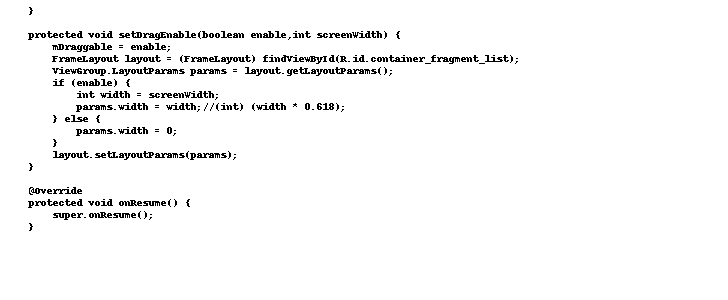 }

protected void setDragEnable(boolean enable,int screenWidth) {
    mDraggable = enable;
    FrameLayout layout = (FrameLayout) findViewById(R.id.container_fragment_list);
    ViewGroup.LayoutParams params = layout.getLayoutParams();
    if (enable) {
        int width = screenWidth;
        params.width = width;//(int) (width * 0.618);
    } else {
        params.width = 0;
    }
    layout.setLayoutParams(params);
}

@Override
protected void onResume() {
    super.onResume();
}